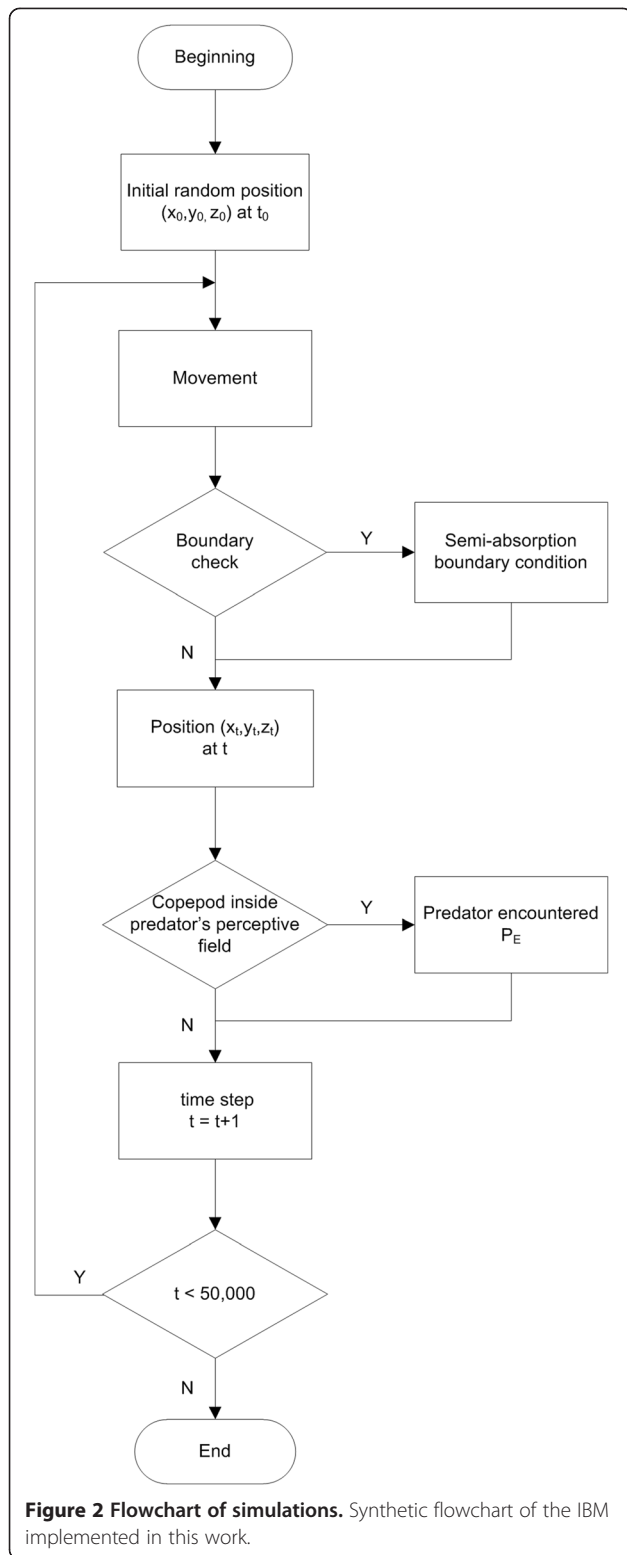 Beginning
Initial random position
(x₀,y₀, z₀) at t₀
Movement
Boundary
check
Y
Semi-absorption
boundary condition
N
Position (xₜ,yₜ,zₜ)
at t
Copepod inside
predator's perceptive
field
Y
Predator encountered
P_E
N
time step
t = t+1
Y
t < 50,000
N
End
Figure 2 Flowchart of simulations. Synthetic flowchart of the IBM
implemented in this work.